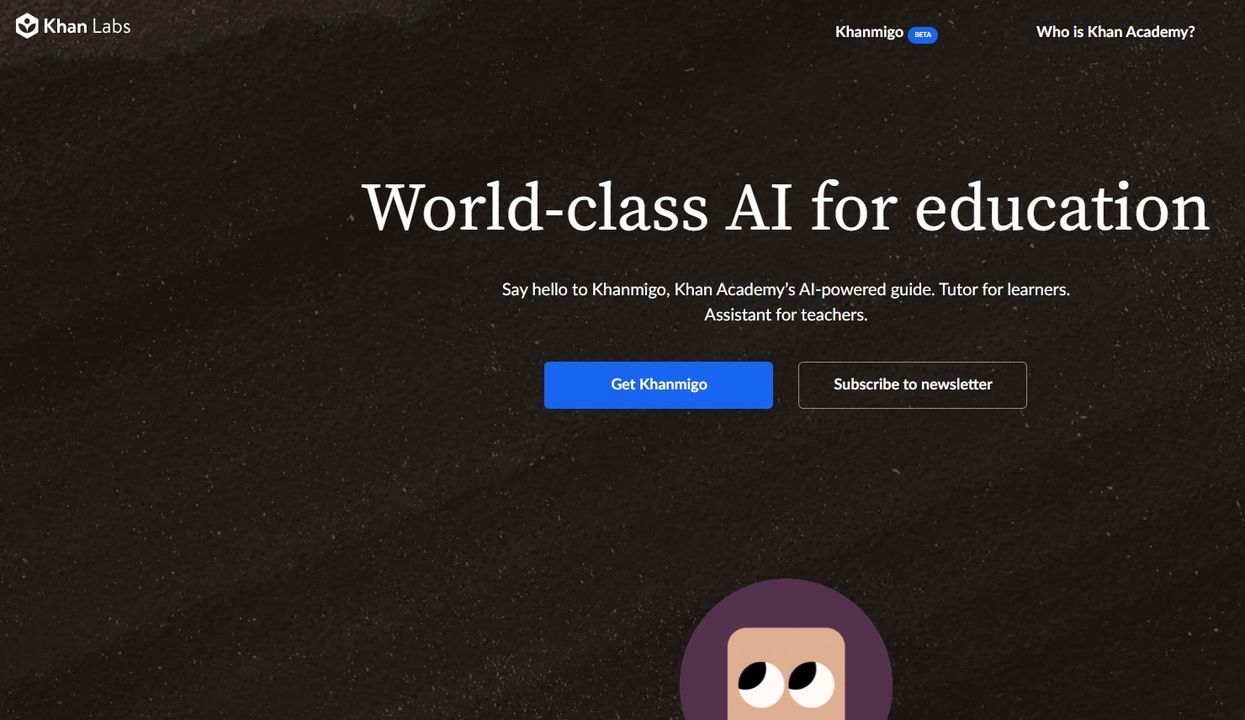 Khan Labs
Khanmigo BETA
Who is Khan Academy?
World-class AI for education
Say hello to Khanmigo, Khan Academy’s AI-powered guide. Tutor for learners.
Assistant for teachers.
Get Khanmigo
Subscribe to newsletter